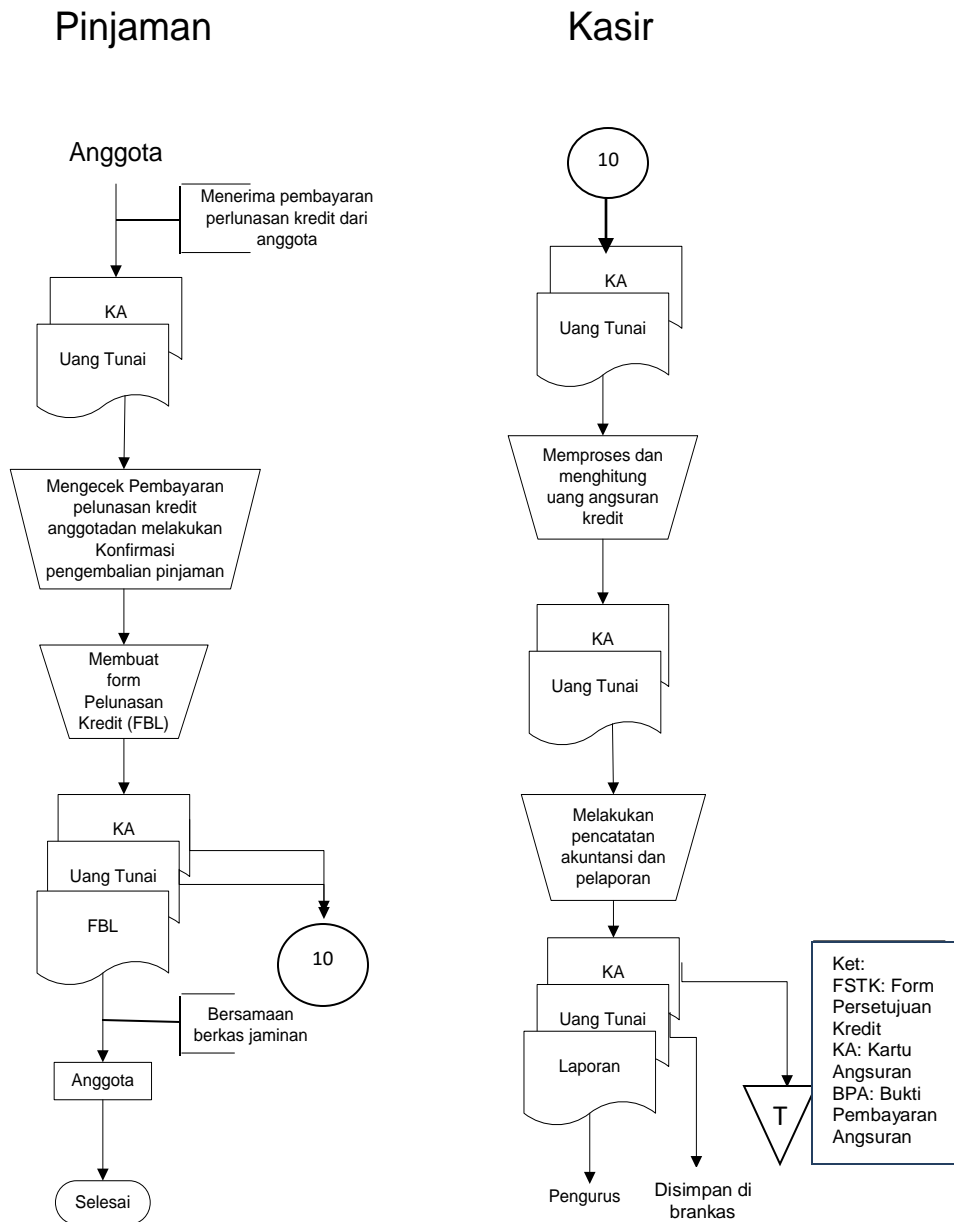 Pinjaman
Kasir
Anggota
Menerima pembayaran
perlunasan kredit dari
anggota
KA
Uang Tunai
Mengecek Pembayaran
pelunasan kredit
anggotadan melakukan
Konfirmasi
pengembalian pinjaman
Membuat
form
Pelunasan
Kredit (FBL)
KA
Uang Tunai
FBL
10
Bersamaan
berkas jaminan
Anggota
Selesai
10
KA
Uang Tunai
Memproses dan
menghitung
uang angsuran
kredit
KA
Uang Tunai
Melakukan
pencatatan
akuntansi dan
pelaporan
KA
Uang Tunai
Laporan
T
Pengurus
Disimpan di
brankas
Ket:
FSTK: Form
Persetujuan
Kredit
KA: Kartu
Angsuran
BPA: Bukti
Pembayaran
Angsuran